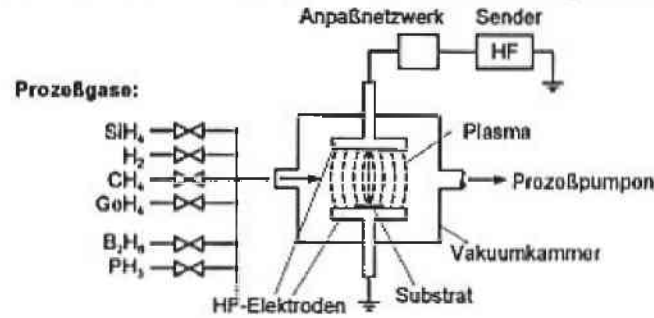 Anpaßnetzwerk
Sender
HF
Prozeßgase:
SiH₄
H₂
CH₄
GeH₄
B₂H₆
PH₃
Plasma
Prozeßpumpen
Vakuumkammer
Substrat
HF-Elektroden